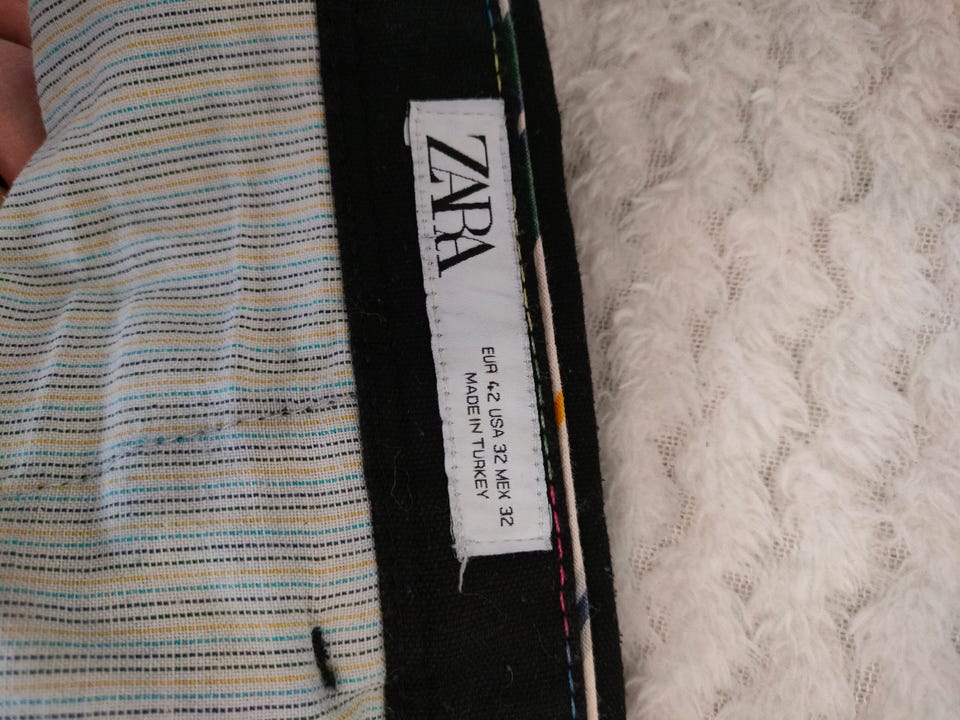 ZARA
EUR 42 USA 32 MEX 32
MADE IN TURKEY